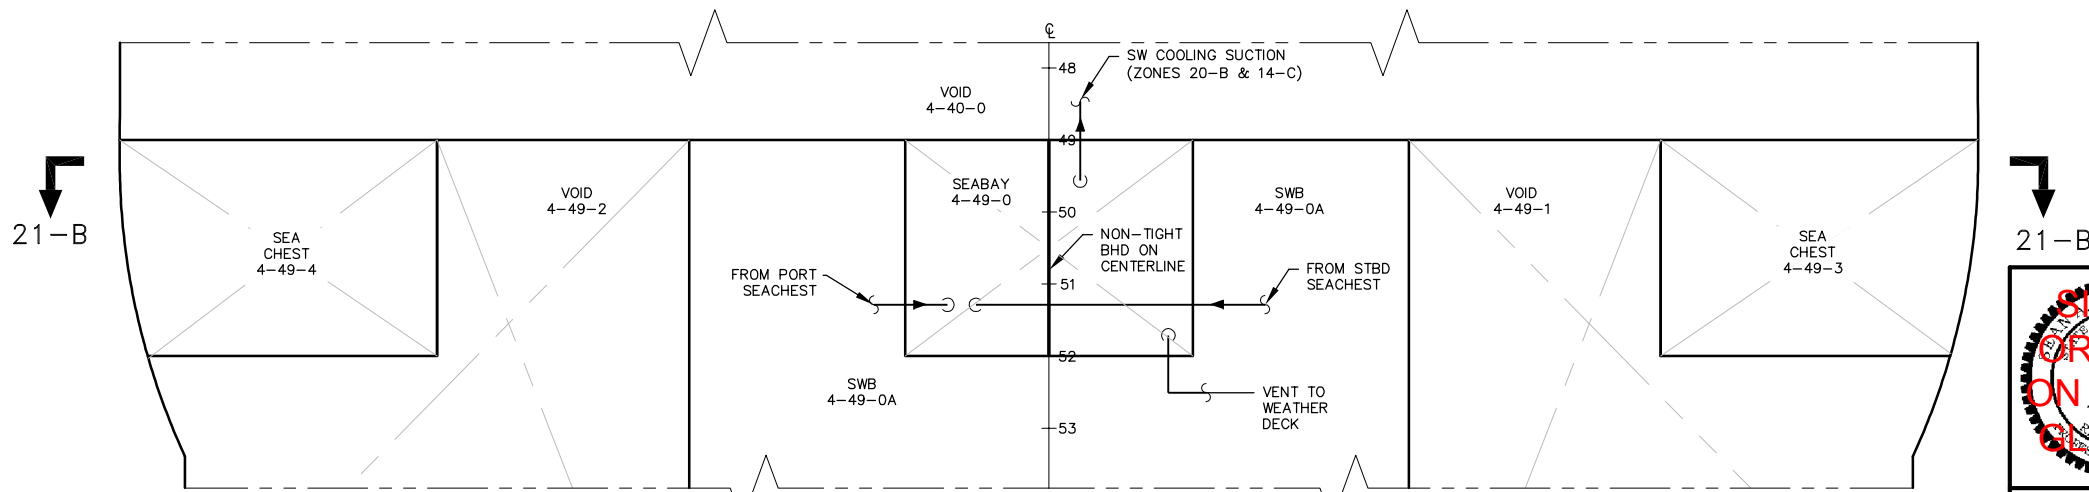 ℄
48
SW COOLING SUCTION
(ZONES 20-B & 14-C)
VOID
4-40-0
49
21-B
SEA
CHEST
4-49-4
VOID
4-49-2
SEABAY
4-49-0
50
NON-TIGHT
BHD ON
CENTERLINE
SWB
4-49-0A
VOID
4-49-1
SEA
CHEST
4-49-3
21-B
FROM PORT
SEACHEST
51
FROM STBD
SEACHEST
52
SWB
4-49-0A
VENT TO
WEATHER
DECK
53
OR
ON